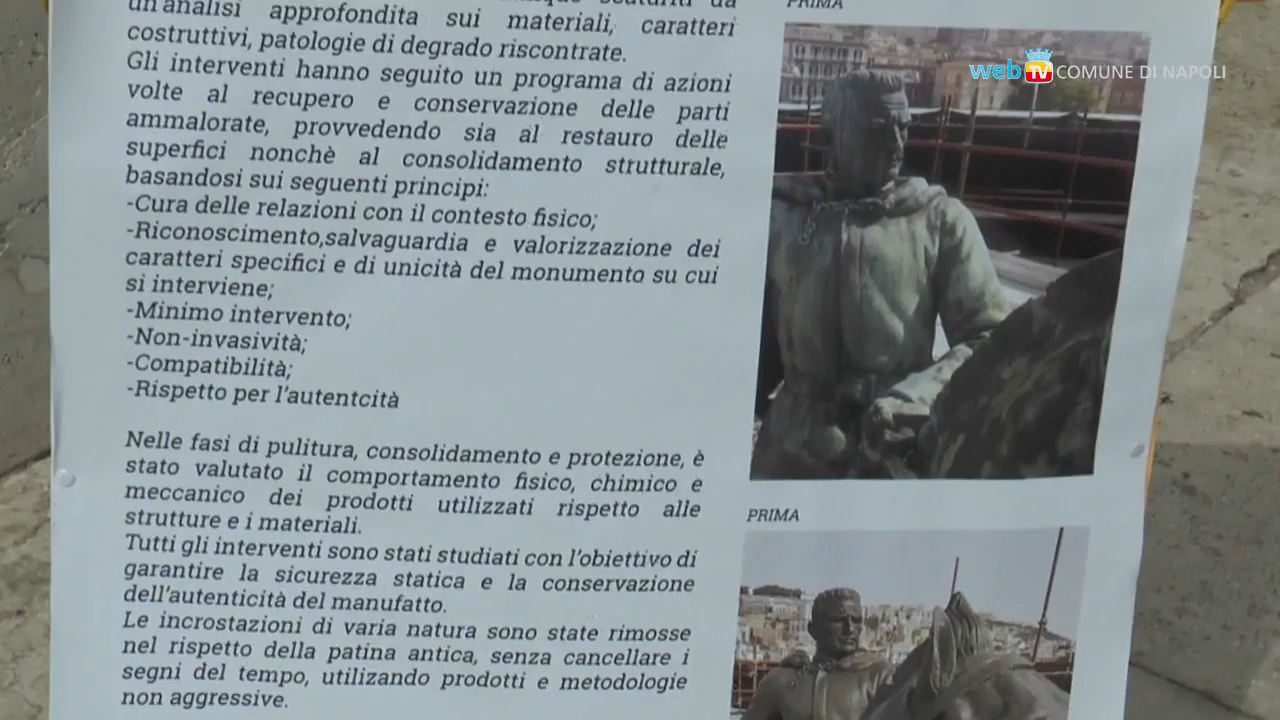 un'analisi approfondita sui materiali, caratteri
costruttivi, patologie di degrado riscontrate.
Gli interventi hanno seguito un programa di azioni
volte al recupero e conservazione delle parti
ammalorate, provvedendo sia al restauro delle
superfici nonchè al consolidamento strutturale,
basandosi sui seguenti principi:
-Cura delle relazioni con il contesto fisico;
-Riconoscimento,salvaguardia e valorizzazione dei
caratteri specifici e di unicità del monumento su cui
si interviene;
-Minimo intervento;
-Non-invasività;
-Compatibilità;
-Rispetto per l'autentcità
Nelle fasi di pulitura, consolidamento e protezione, è
stato valutato il comportamento fisico, chimico e
meccanico dei prodotti utilizzati rispetto alle
strutture e i materiali.
Tutti gli interventi sono stati studiati con l'obiettivo di
garantire la sicurezza statica e la conservazione
dell'autenticità del manufatto.
Le incrostazioni di varia natura sono state rimosse
nel rispetto della patina antica, senza cancellare i
segni del tempo, utilizzando prodotti e metodologie
non aggressive.
PRIMA
web TV COMUNE DI NAPOLI
PRIMA